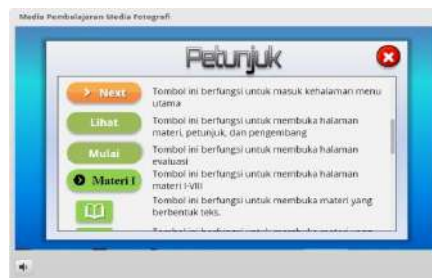 Media Pembelajaran Media Fotografi
Petunjuk
Next
Tombol ini berfungsi untuk masuk kehalaman menu
utama
Lihat
Tombol ini berfungsi untuk membuka halaman
materi, petunjuk, dan pengembang
Mulai
Tombol ini berfungsi untuk membuka halaman
evaluasi
Materi I
Tombol ini berfungsi untuk membuka halaman
materi I-VIII
Tombol ini berfungsi untuk membuka materi yang
berbentuk teks.